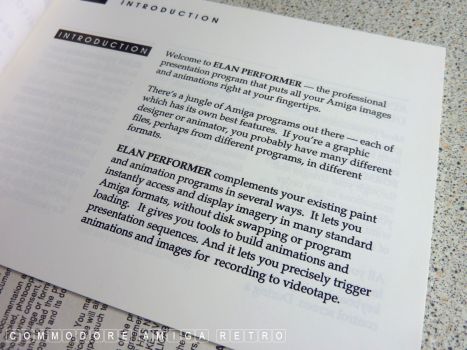 INTRODUCTION
INTRODUCTION
Welcome to ELAN PERFORMER — the professional
presentation program that puts all your Amiga images
and animations right at your fingertips.
There's a jungle of Amiga programs out there — each of
which has its own best features. If you're a graphic
designer or animator, you probably have many different
files, perhaps from different programs, in different
formats.
ELAN PERFORMER complements your existing paint
and animation programs in several ways. It lets you
instantly access and display imagery in many standard
Amiga formats, without disk swapping or program
loading. It gives you tools to build animations and
presentation sequences. And it lets you precisely trigger
animations and images for recording to videotape.
COMMODORE AMIGA RETRO